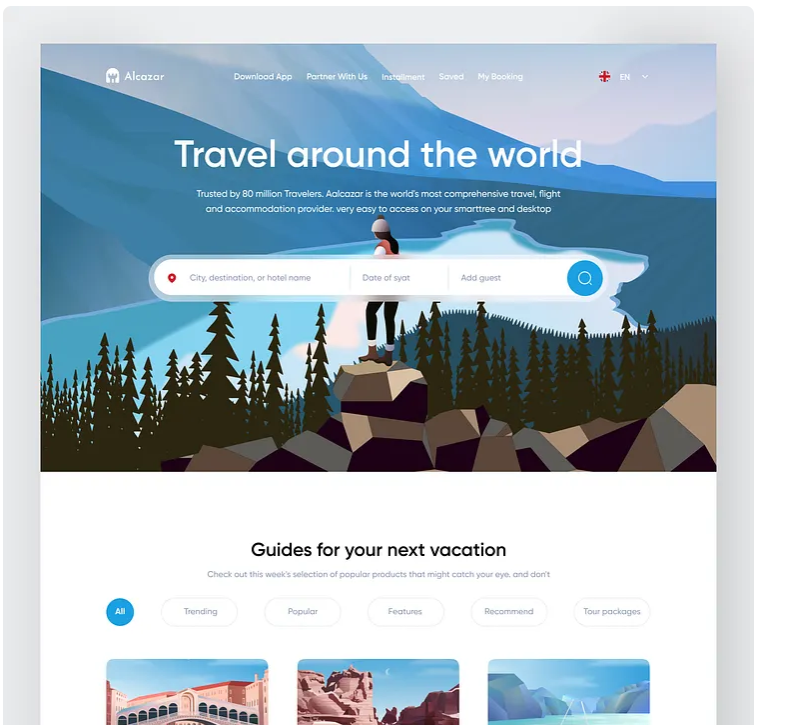 Alcazar
Download App Partner With Us Installment Saved My Booking
EN
Travel around the world
Trusted by 80 million Travelers. Aalcazar is the world's most comprehensive travel, flight
and accommodation provider. very easy to access on your smarttree and desktop
City, destination, or hotel name
Date of syat
Add guest
Guides for your next vacation
Check out this week's selection of popular products that might catch your eye, and don't
All
Trending
Popular
Features
Recommend
Tour packages